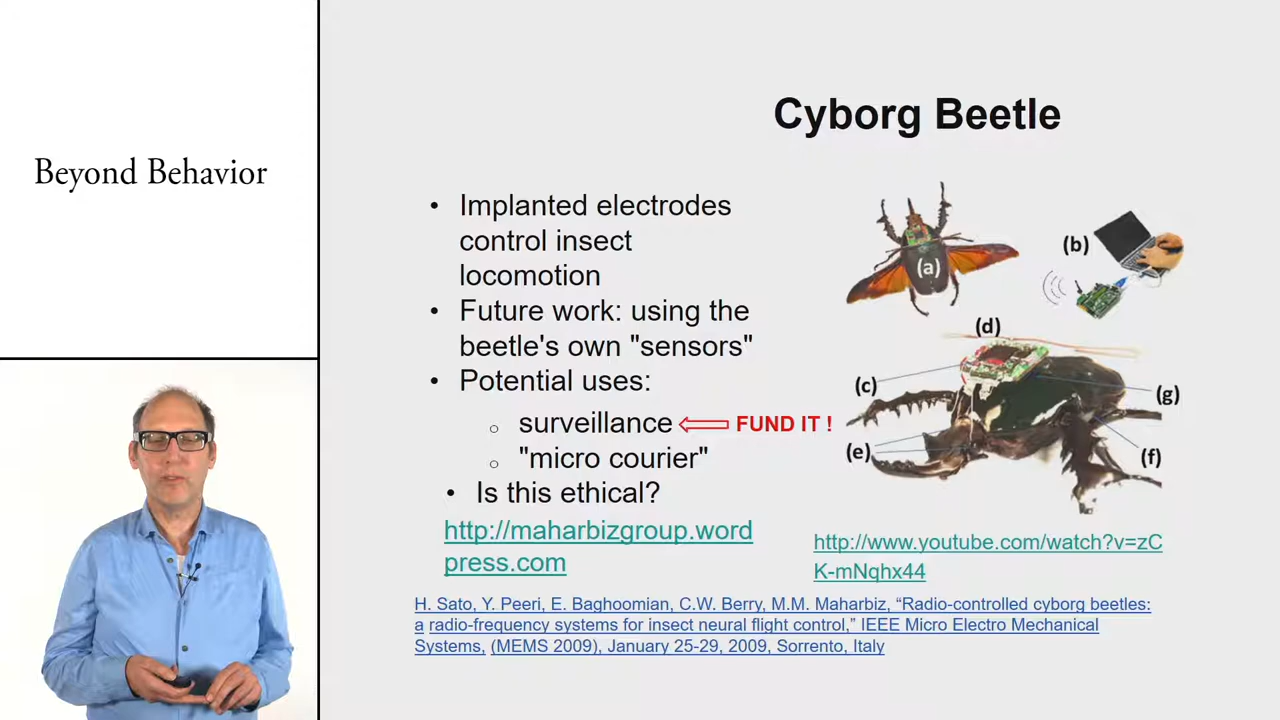 Beyond Behavior
Cyborg Beetle
• Implanted electrodes
control insect
locomotion
• Future work: using the
beetle's own "sensors"
• Potential uses:
○ surveillance
FUND IT !
○ "micro courier"
• Is this ethical?
http://maharbizgroup.word
press.com
(a)
(b)
(d)
(c)
(g)
(e)
(f)
http://www.youtube.com/watch?v=zC
K-mNqhx44
H. Sato, Y. Peeri, E. Baghoomian, C.W. Berry, M.M. Maharbiz, “Radio-controlled cyborg beetles:
a radio-frequency systems for insect neural flight control,” IEEE Micro Electro Mechanical
Systems, (MEMS 2009), January 25-29, 2009, Sorrento, Italy